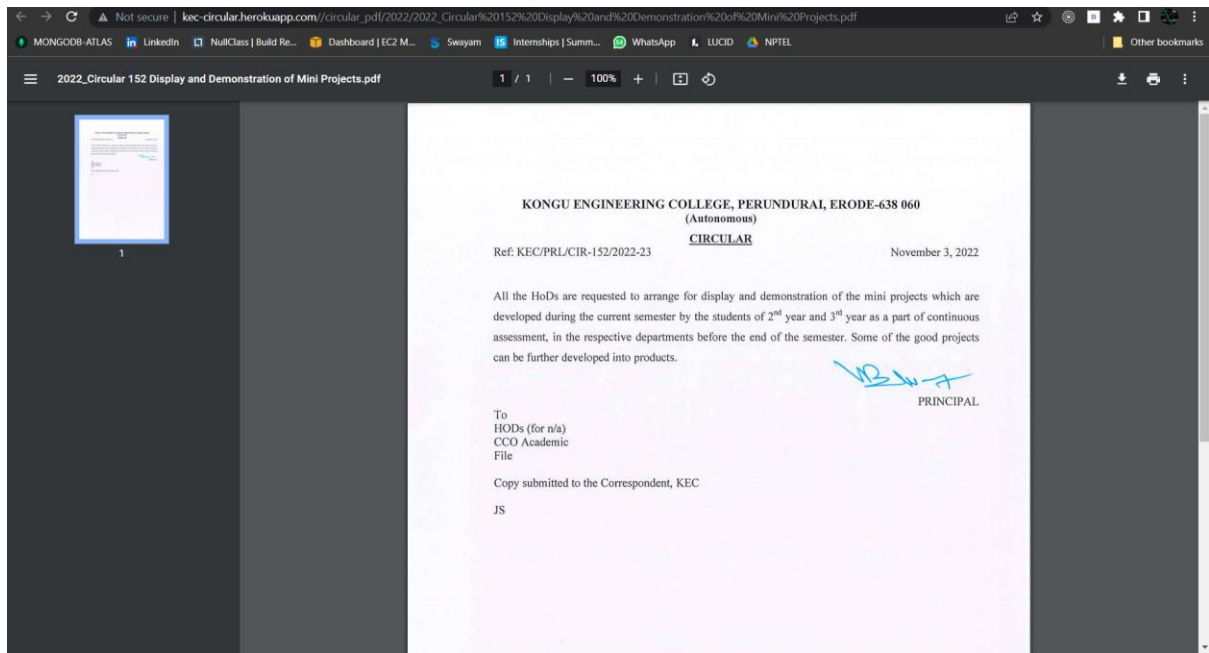 Not secure | kec-circular.herokuapp.com//circular_pdf/2022/2022_Circular%20152%20Display%20and%20Demonstration%20of%20Mini%20Projects.pdf
MONGODB-ATLAS LinkedIn NullClass | Build Re... Dashboard | EC2 M... Swayam IS Internships | Summ... WhatsApp LUCID NPTEL Other bookmarks
2022_Circular 152 Display and Demonstration of Mini Projects.pdf 1 / 1 | — 100% + |
KONGU ENGINEERING COLLEGE, PERUNDURAI, ERODE-638 060
(Autonomous)
CIRCULAR
Ref: KEC/PRL/CIR-152/2022-23 November 3, 2022
All the HoDs are requested to arrange for display and demonstration of the mini projects which are
developed during the current semester by the students of 2nd year and 3rd year as a part of continuous
assessment, in the respective departments before the end of the semester. Some of the good projects
can be further developed into products.
PRINCIPAL
To
HODs (for n/a)
CCO Academic
File
Copy submitted to the Correspondent, KEC
JS
1